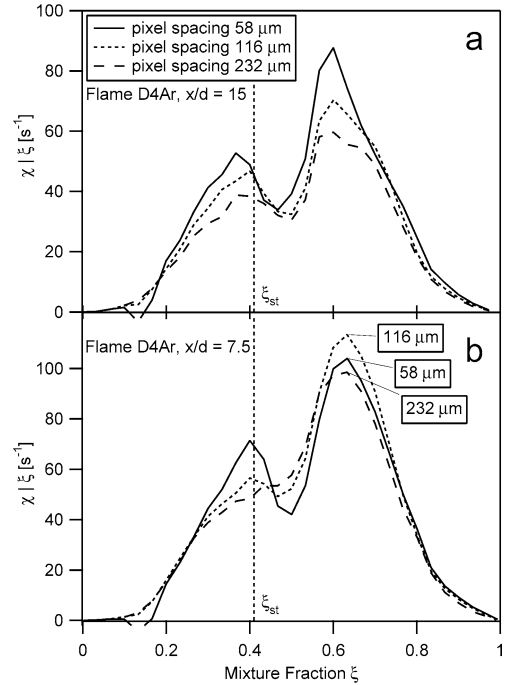 100
80
60
40
20
0
χ | ξ [s⁻¹]
pixel spacing 58 μm
pixel spacing 116 μm
pixel spacing 232 μm
a
Flame D4Ar, x/d = 15
ξst
100
80
60
40
20
0
χ | ξ [s⁻¹]
Flame D4Ar, x/d = 7.5
b
116 μm
58 μm
232 μm
ξst
0 0.2 0.4 0.6 0.8 1
Mixture Fraction ξ